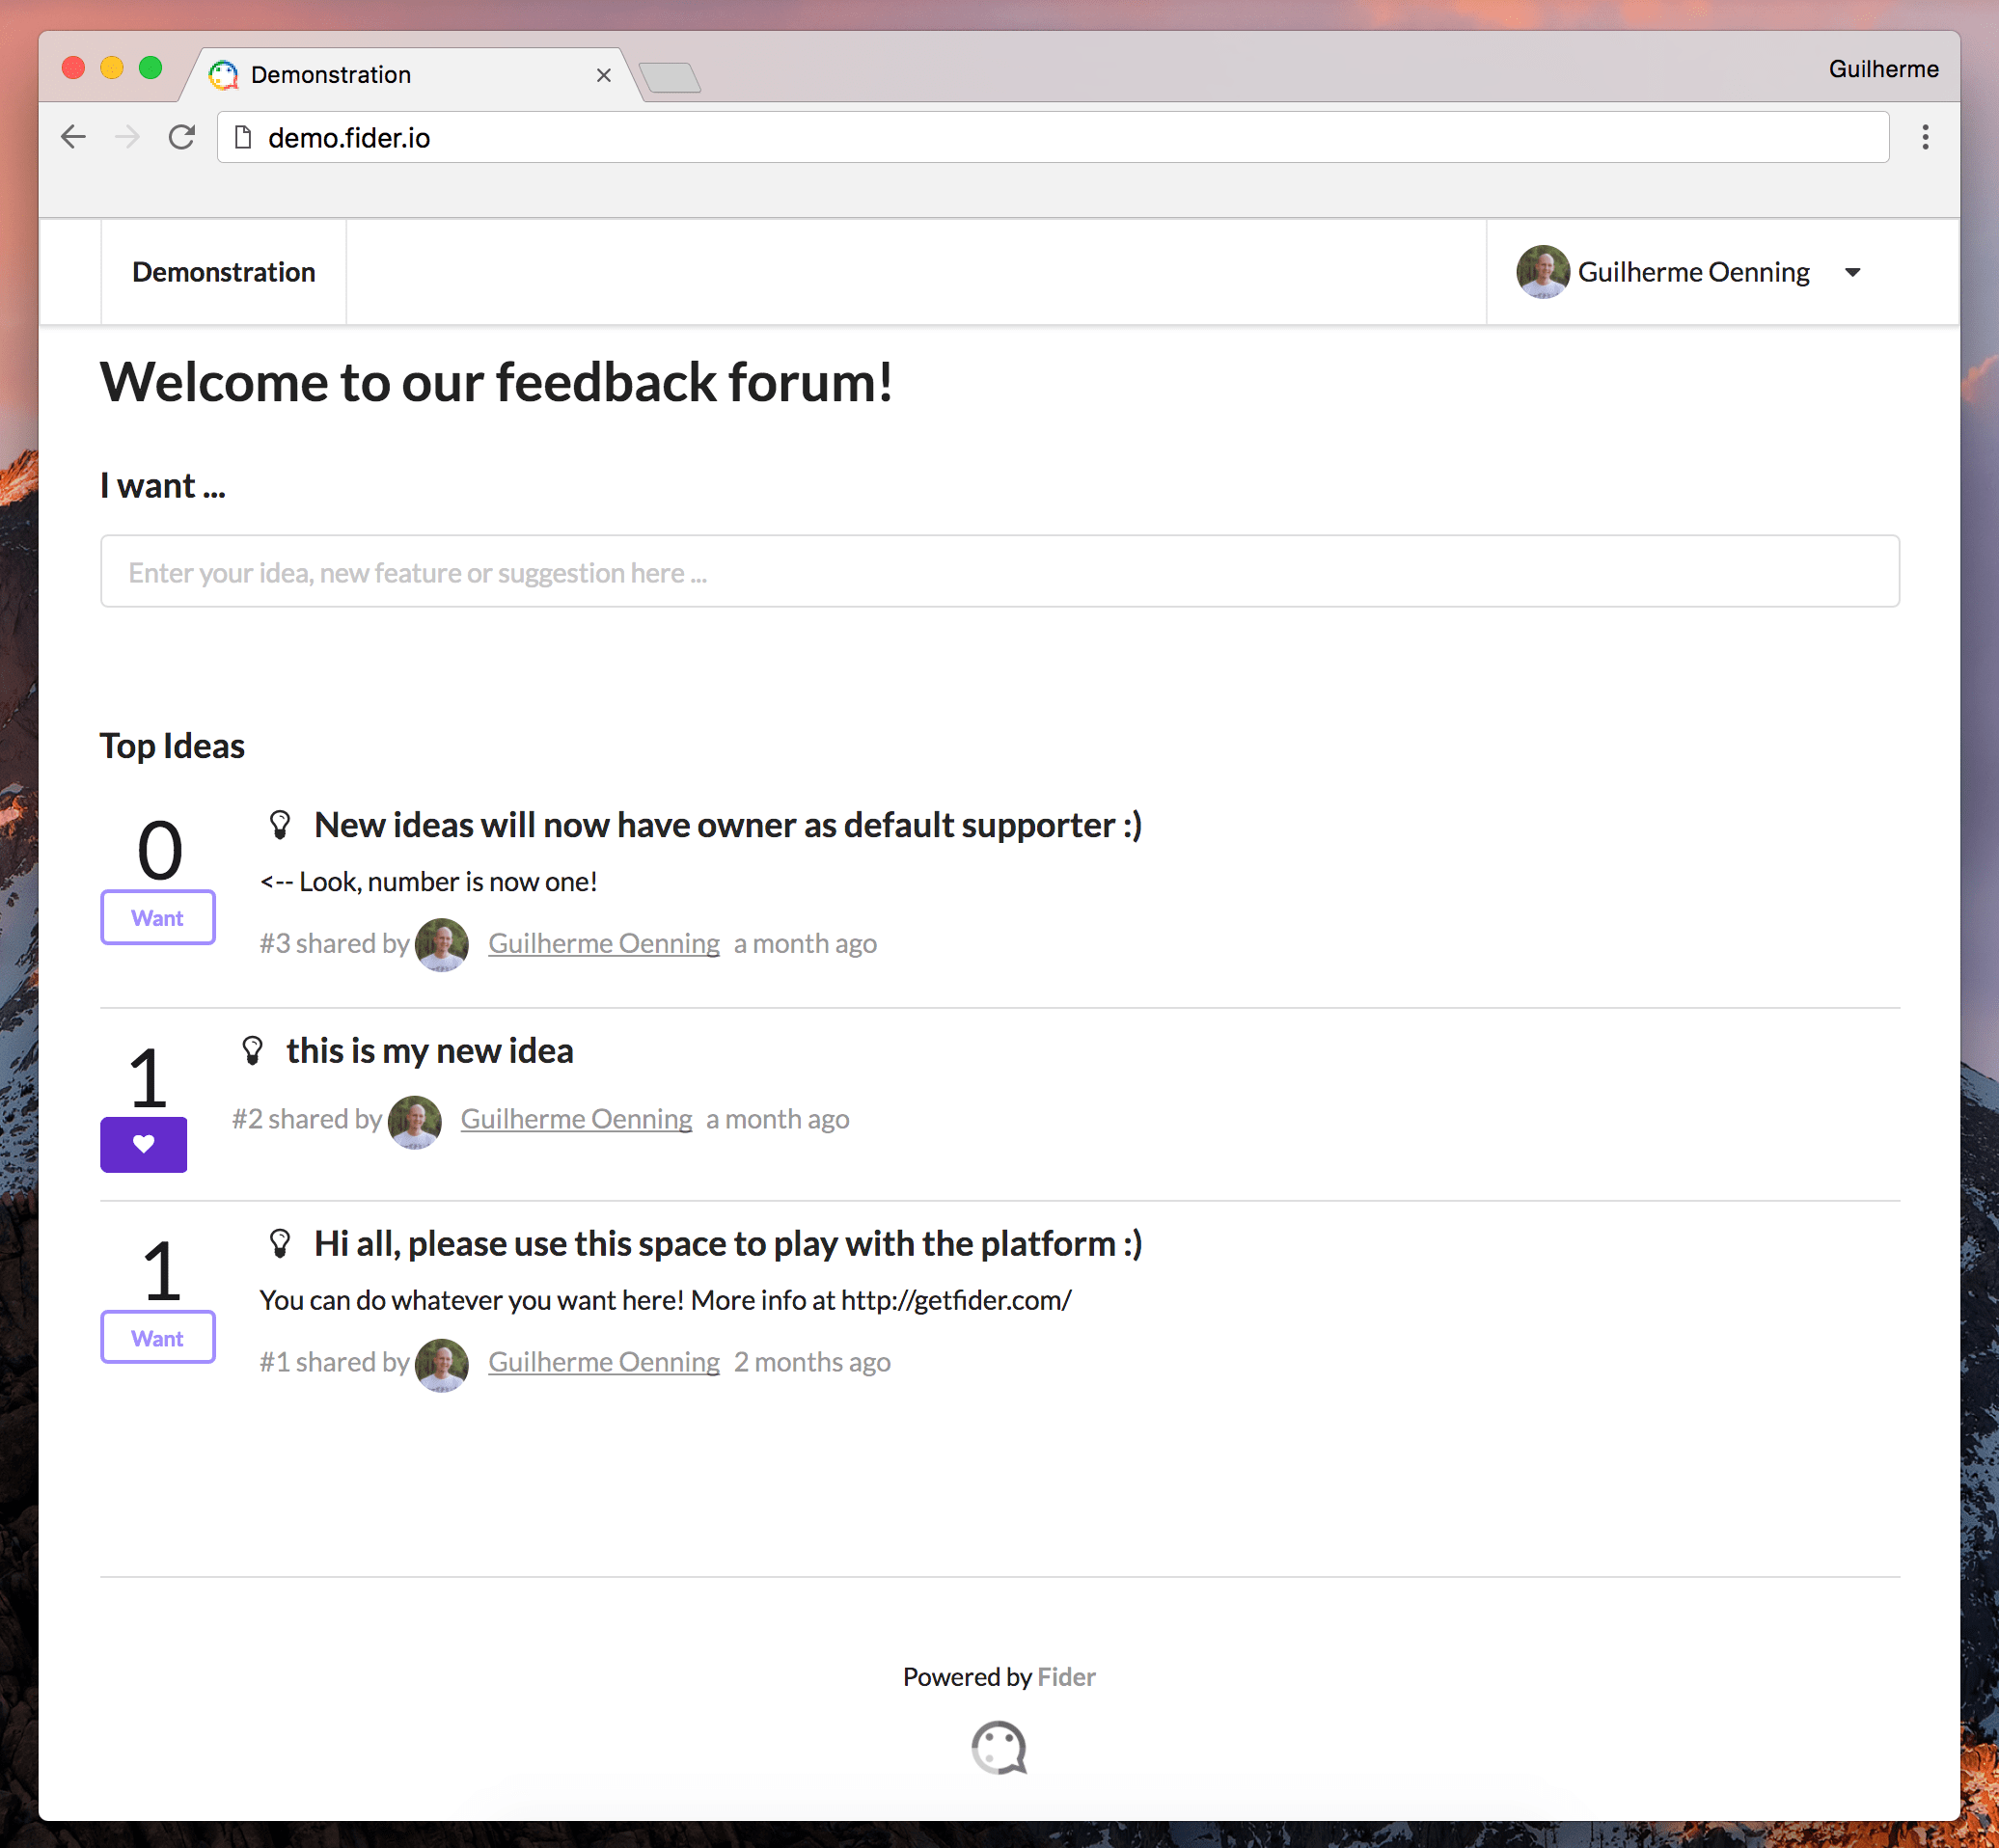 Demonstration
Guilherme
demo.fider.io
Demonstration
Guilherme Oenning
Welcome to our feedback forum!
I want ...
Enter your idea, new feature or suggestion here ...
Top Ideas
0
New ideas will now have owner as default supporter :)
<-- Look, number is now one!
Want
#3 shared by Guilherme Oenning a month ago
1
this is my new idea
#2 shared by Guilherme Oenning a month ago
1
Hi all, please use this space to play with the platform :)
You can do whatever you want here! More info at http://getfider.com/
Want
#1 shared by Guilherme Oenning 2 months ago
Powered by Fider